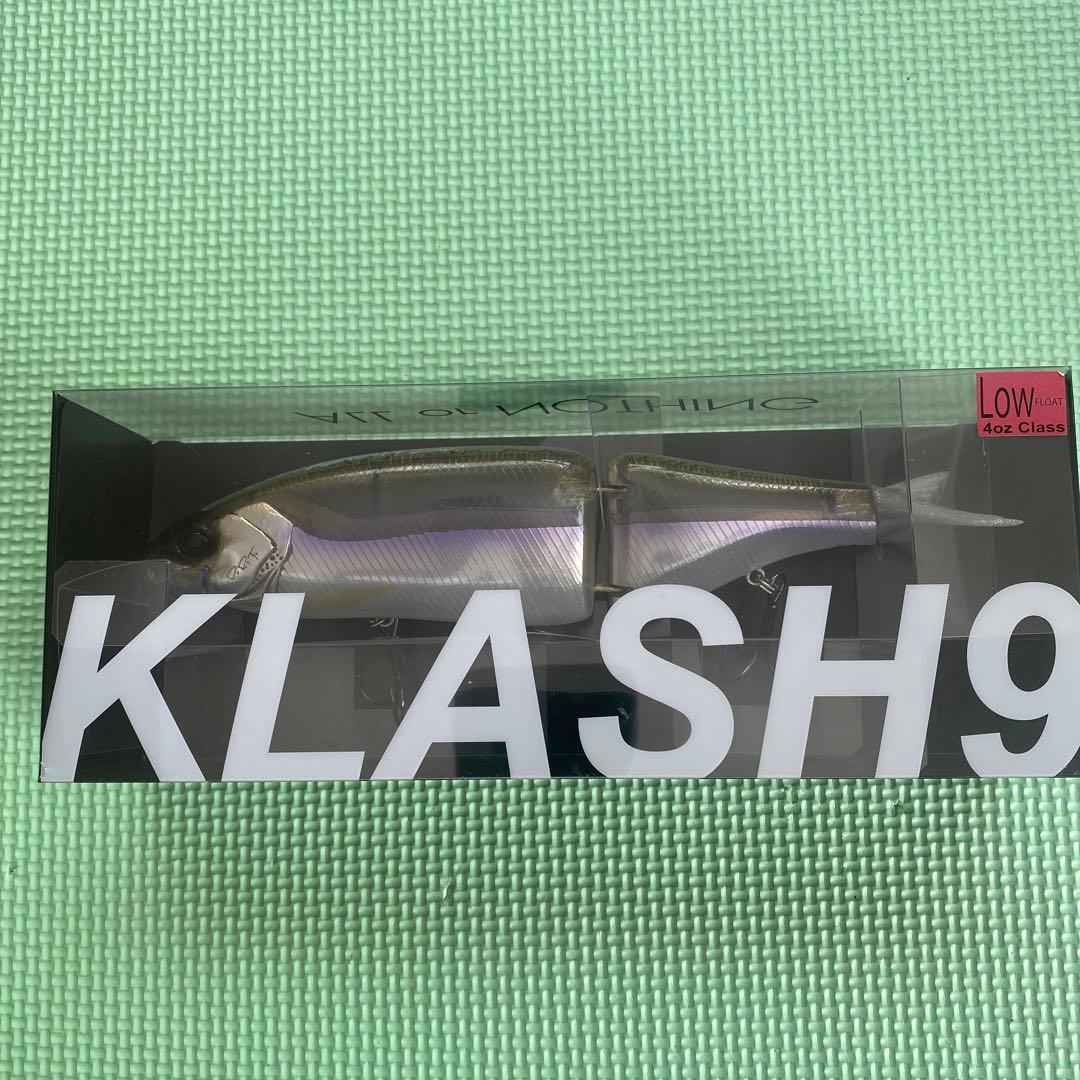 ALL or NOTHING
LOW FLOAT
4oz Class
D.R.T.
KLASH9